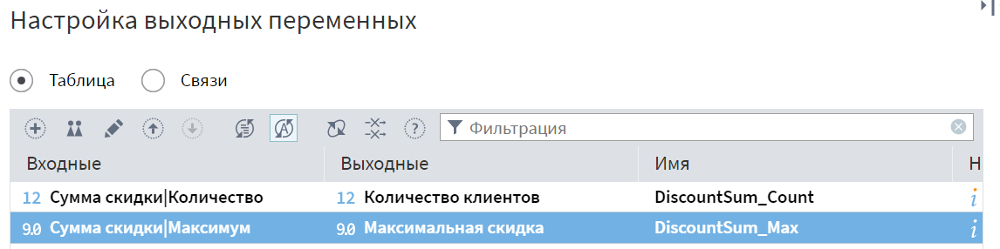 Настройка выходных переменных
Таблица Связи
Фильтрация
Входные Выходные Имя Н
12 Сумма скидки|Количество 12 Количество клиентов DiscountSum_Count
9.0 Сумма скидки|Максимум 9.0 Максимальная скидка DiscountSum_Max